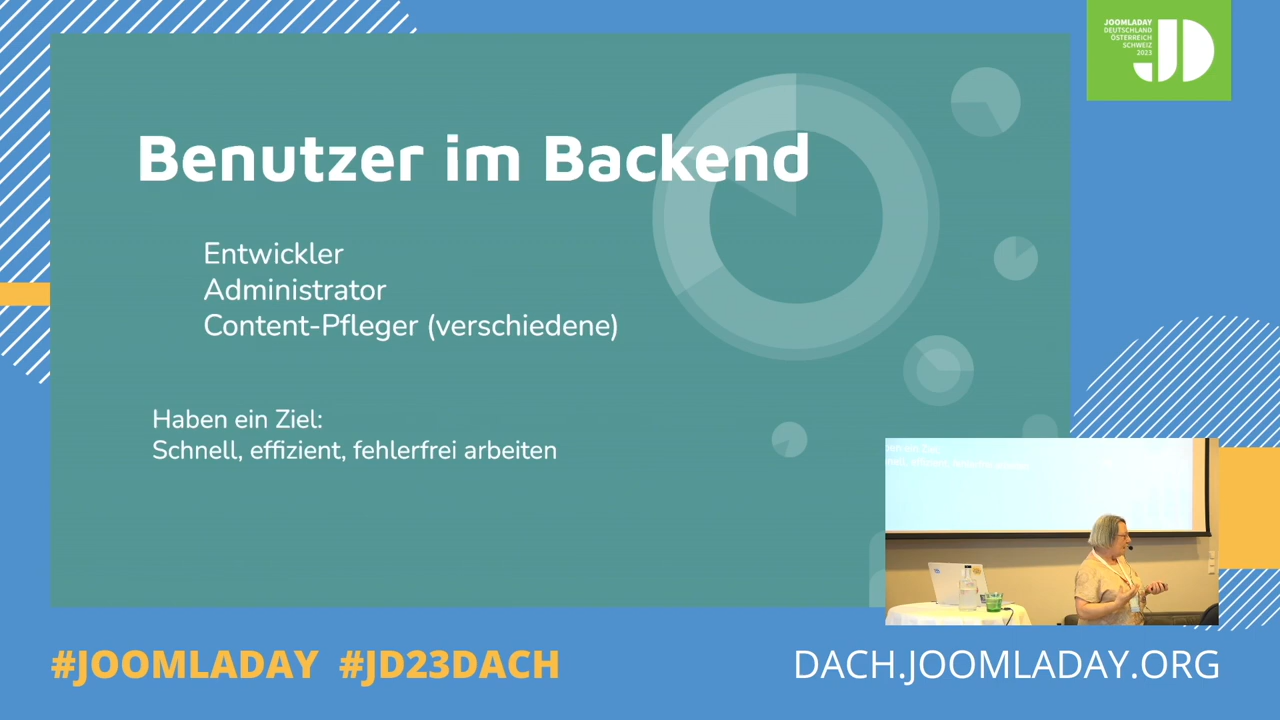 JOOMLADAY
DEUTSCHLAND
ÖSTERREICH
SCHWEIZ
2023
JD
Benutzer im Backend
Entwickler
Administrator
Content-Pfleger (verschiedene)
Haben ein Ziel:
Schnell, effizient, fehlerfrei arbeiten
#JOOMLADAY #JD23DACH
DACH.JOOMLADAY.ORG